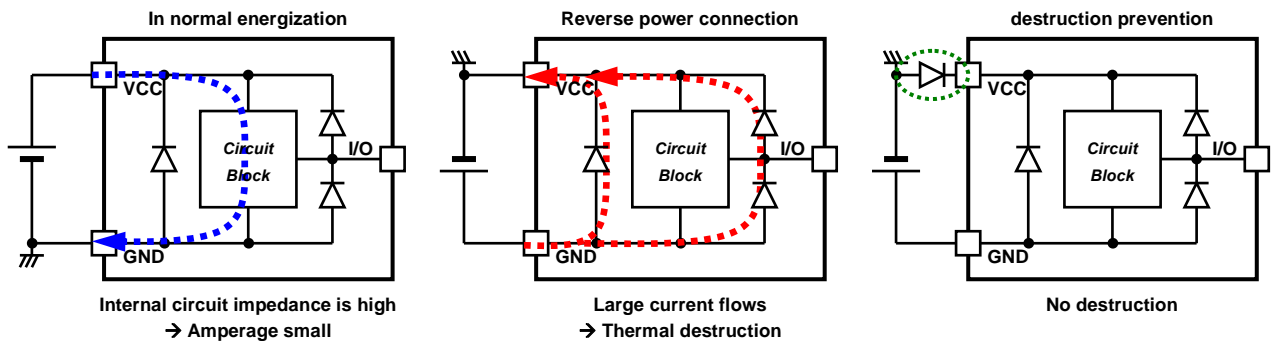 In normal energization
VCC
Circuit
Block
I/O
GND
Internal circuit impedance is high
→ Amperage small
Reverse power connection
VCC
Circuit
Block
I/O
GND
Large current flows
→ Thermal destruction
destruction prevention
VCC
Circuit
Block
I/O
GND
No destruction